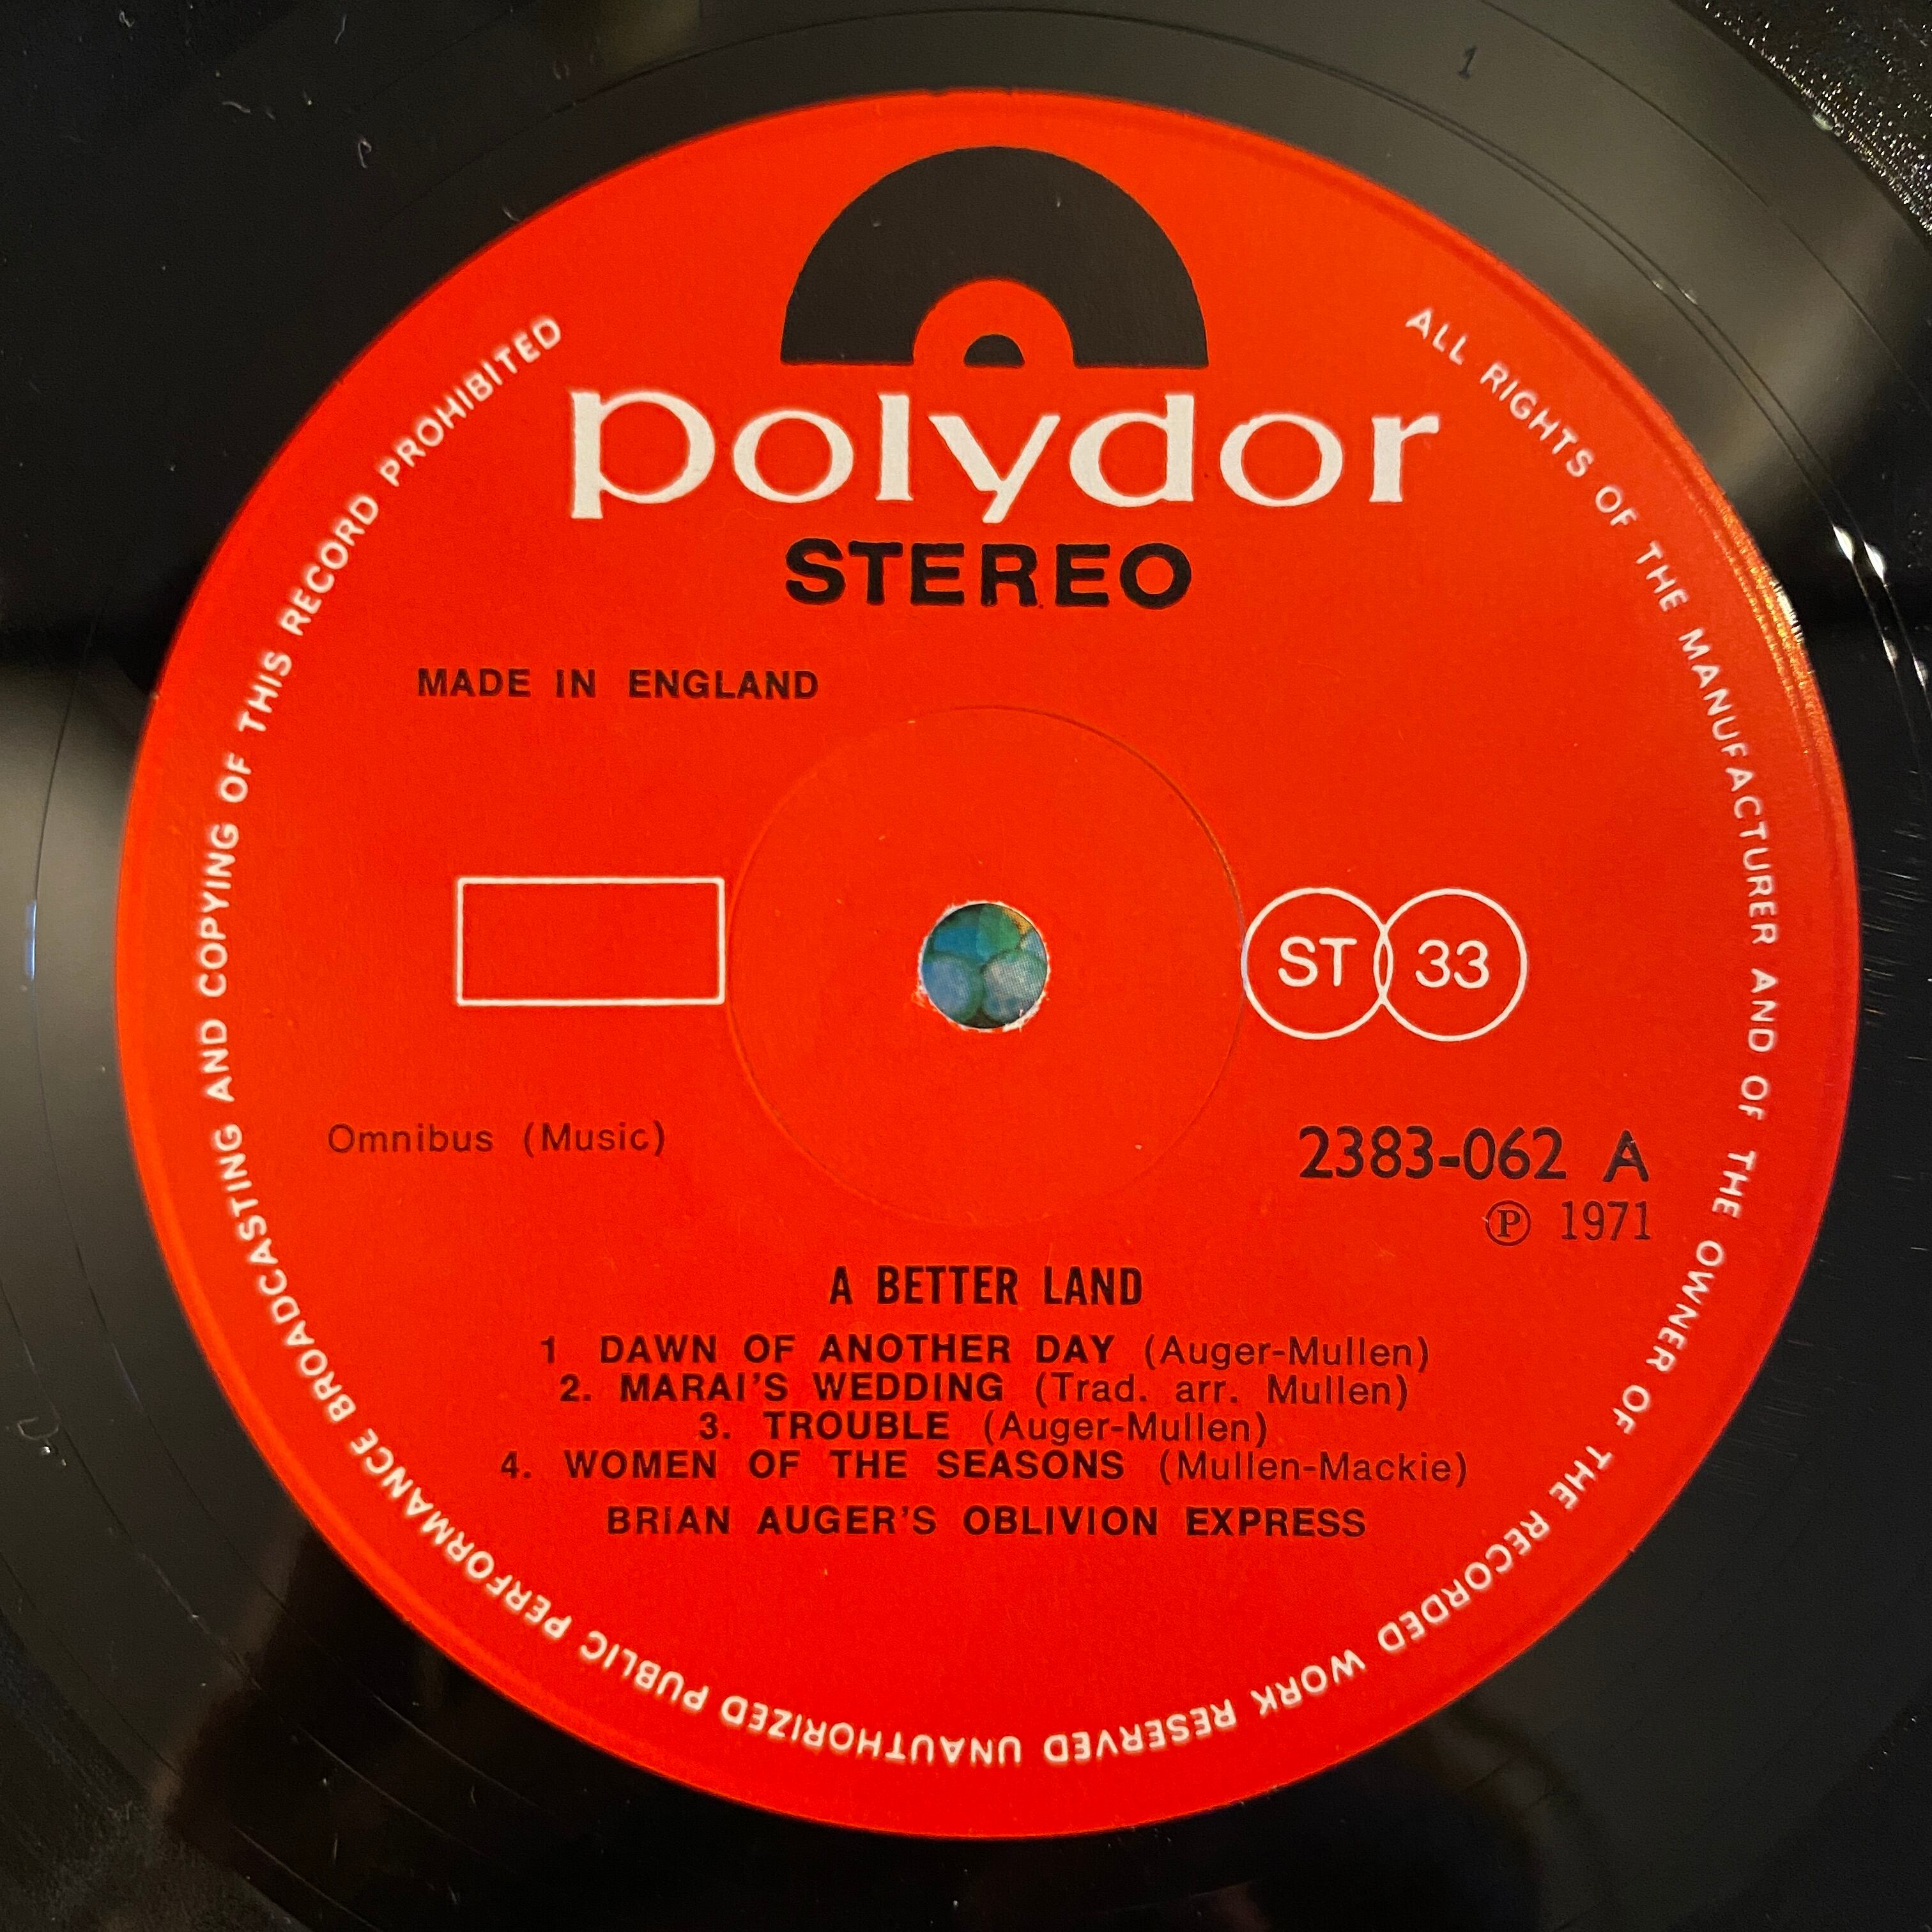 polydor
STEREO
MADE IN ENGLAND
ST 33
Omnibus (Music)
2383-062 A
Ⓟ 1971
A BETTER LAND
1 DAWN OF ANOTHER DAY (Auger-Mullen)
2. MARAI'S WEDDING (Trad. arr. Mullen)
3. TROUBLE (Auger-Mullen)
4. WOMEN OF THE SEASONS (Mullen-Mackie)
BRIAN AUGER'S OBLIVION EXPRESS
ALL RIGHTS OF THE MANUFACTURER AND OF THE OWNER OF THE RECORDED WORK RESERVED UNAUTHORIZED PUBLIC PERFORMANCE BROADCASTING AND COPYING OF THIS RECORD PROHIBITED
1